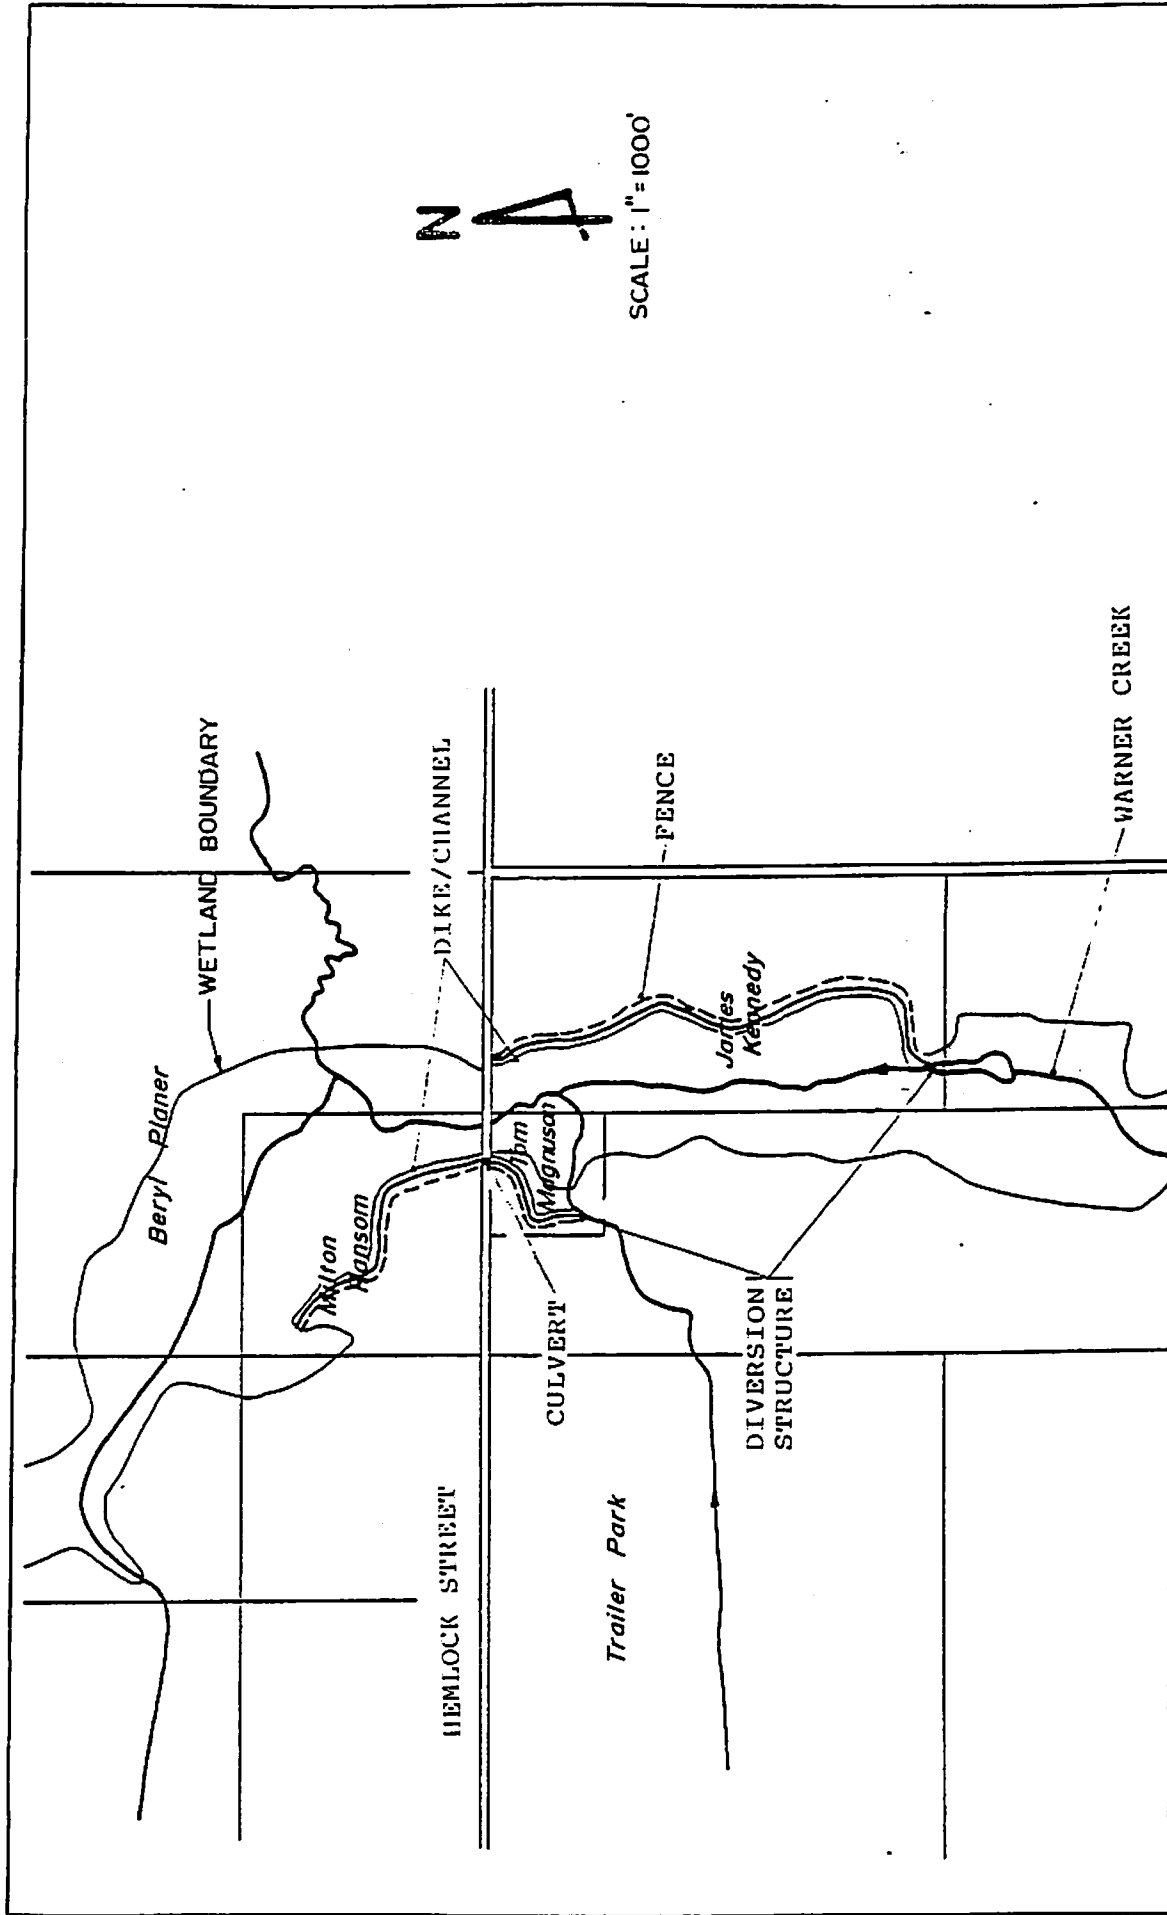 N
SCALE: 1"=1000'
WETLAND BOUNDARY
Beryl Planer
DIKE/CHANNEL
Milton
Hansom
HEMLOCK STREET
Tom
Magnuson
CULVERT
FENCE
James
Kennedy
Trailer Park
DIVERSION
STRUCTURE
WARNER CREEK